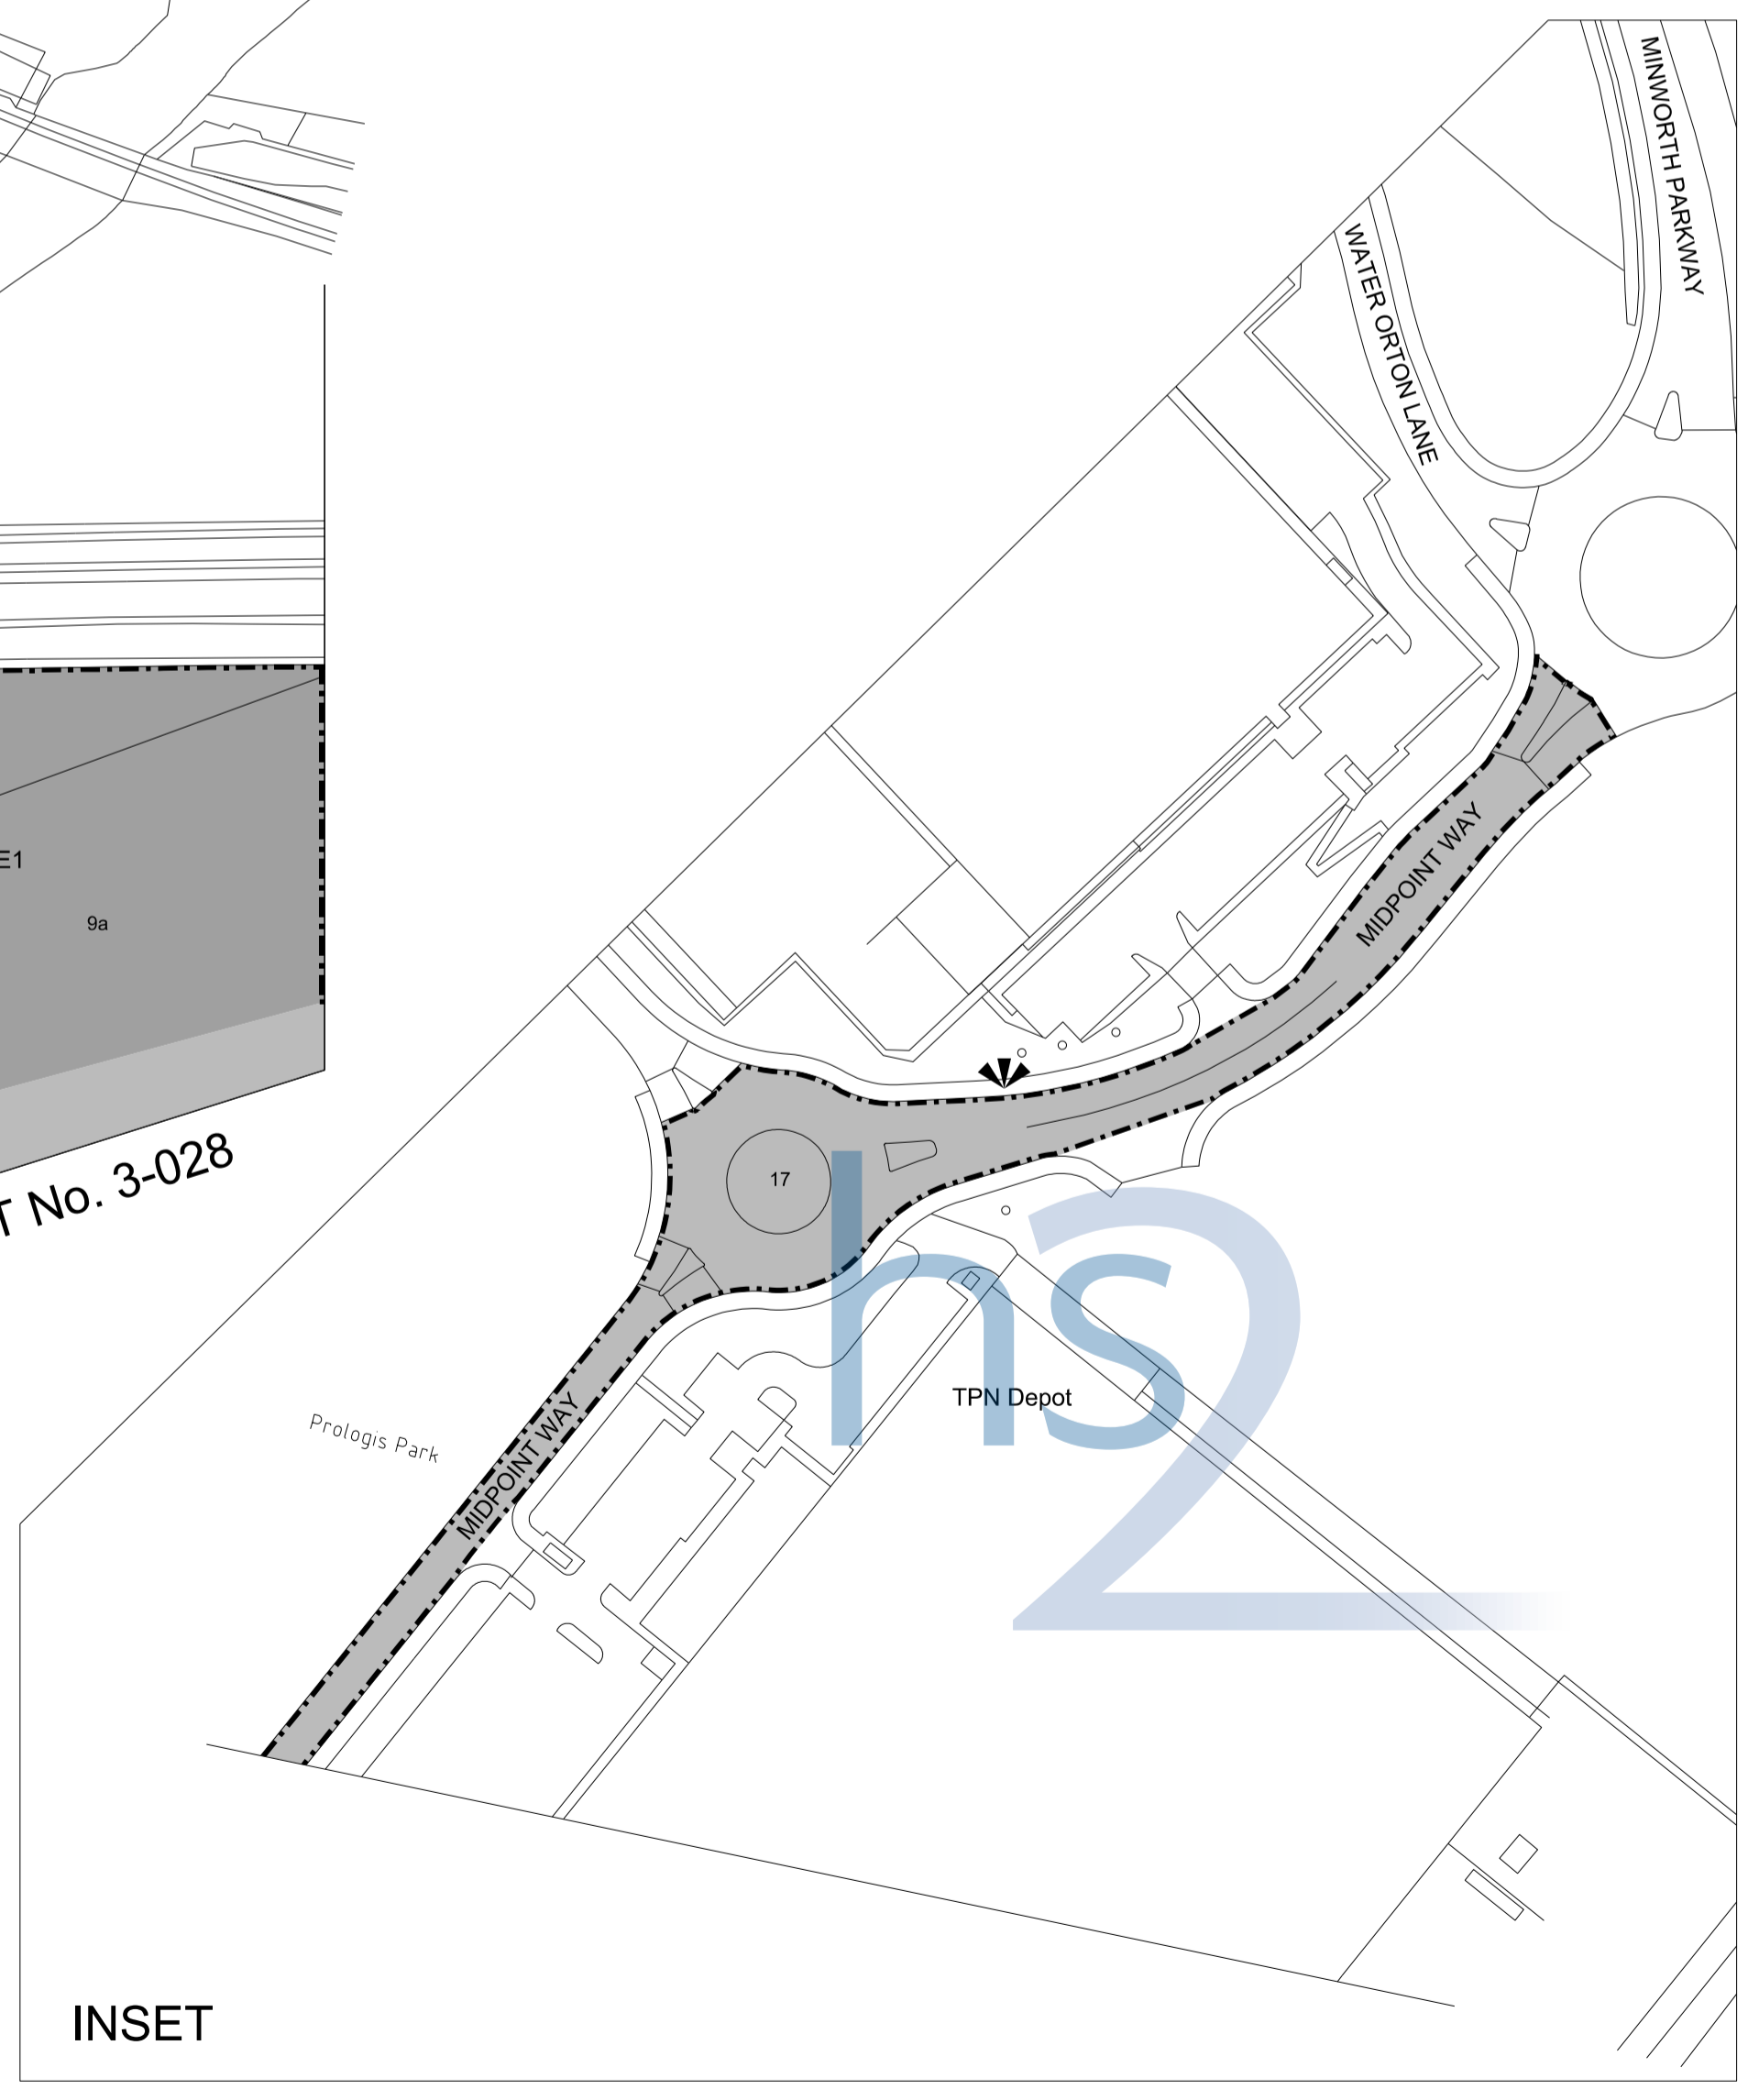 MINWORTH PARKWAY
WATER ORTON LANE
E1
9a
MIDPOINT WAY
T No. 3-028
17
hs2
TPN Depot
Prologis Park
MIDPOINT WAY
INSET